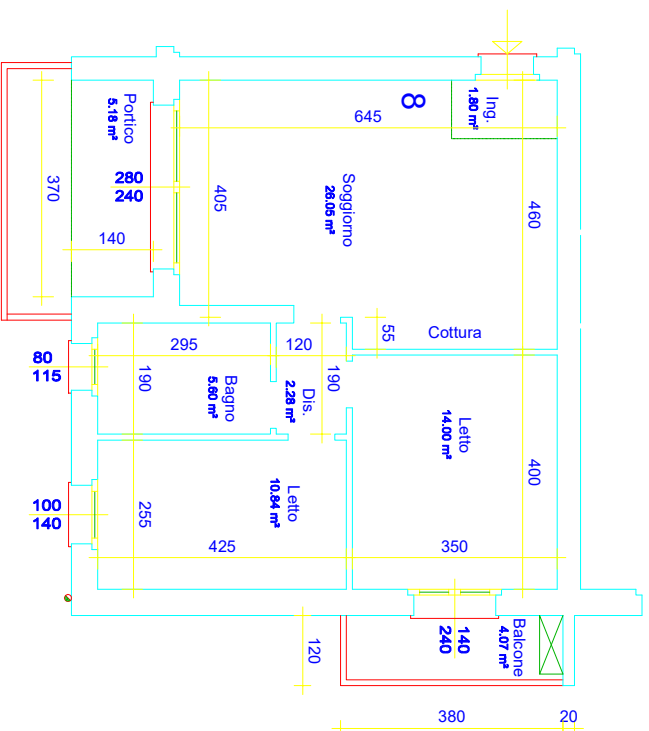 Ing.
1.80 m²
8
645
Portico
5.18 m²
280
240
370
140
405
Soggiorno
26.05 m²
460
55
Cottura
295
120
80
115
190
Bagno
5.60 m²
Dis.
2.28 m²
190
Letto
14.00 m²
400
Letto
10.84 m²
100
140
255
425
350
140
240
Balcone
4.07 m²
120
380
20